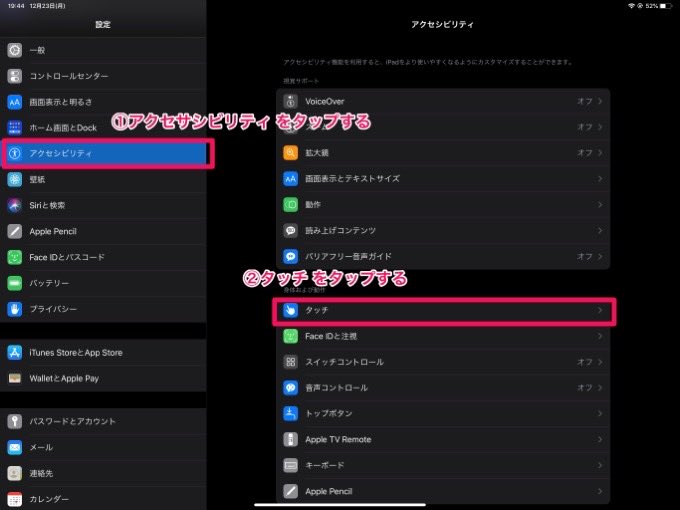 19:44 12月23日(月)
52%
設定
一般
コントロールセンター
画面表示と明るさ
ホーム画面とDock
アクセシビリティ
壁紙
Siriと検索
Apple Pencil
Face IDとパスコード
バッテリー
プライバシー
iTunes StoreとApp Store
WalletとApple Pay
パスワードとアカウント
メール
連絡先
カレンダー
アクセシビリティ
アクセシビリティ機能を利用すると、iPadをより使いやすくなるようにカスタマイズすることができます。
視覚サポート
VoiceOver オフ
①アクセサシビリティ をタップする
オフ
拡大鏡 オフ
画面表示とテキストサイズ
動作
読み上げコンテンツ
バリアフリー音声ガイド オフ
②タッチ をタップする
身体および動作
タッチ
Face IDと注視
スイッチコントロール オフ
音声コントロール オフ
トップボタン
Apple TV Remote
キーボード
Apple Pencil